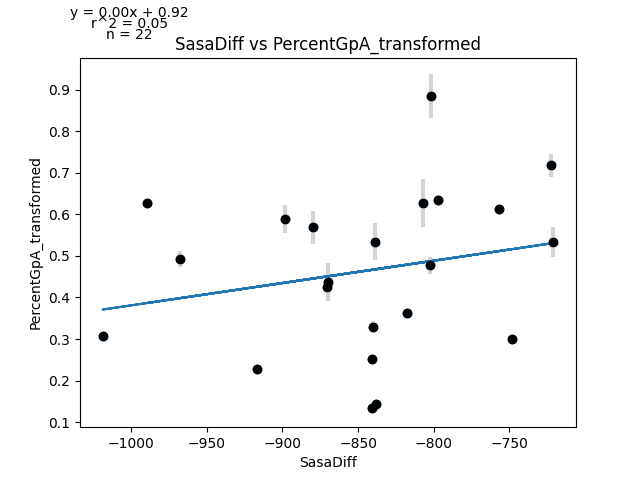 y = 0.00x + 0.92
r^2 = 0.05
n = 22
SasaDiff vs PercentGpA_transformed
PercentGpA_transformed
0.9
0.8
0.7
0.6
0.5
0.4
0.3
0.2
0.1
−1000 −950 −900 −850 −800 −750
SasaDiff